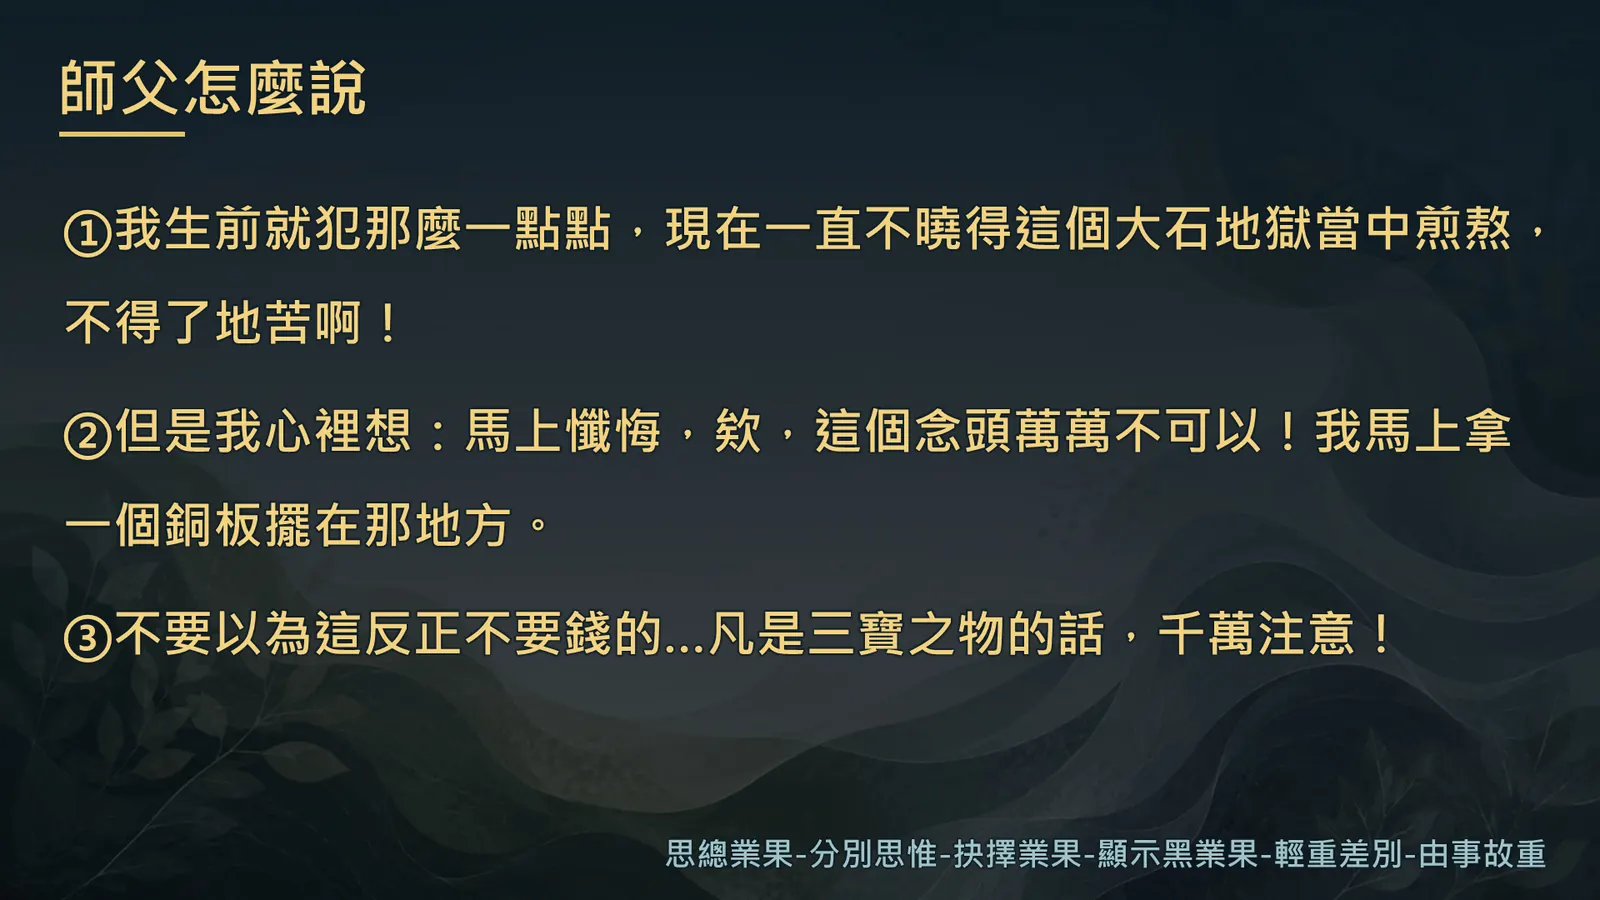 師父怎麼說
①我生前就犯那麼一點點，現在一直不曉得這個大石地獄當中煎熬，
不得了地苦啊！
②但是我心裡想：馬上懺悔，欸，這個念頭萬萬不可以！我馬上拿
一個銅板擺在那地方。
③不要以為這反正不要錢的...凡是三寶之物的話，千萬注意！
思總業果-分別思惟-抉擇業果-顯示黑業果-輕重差別-由事故重